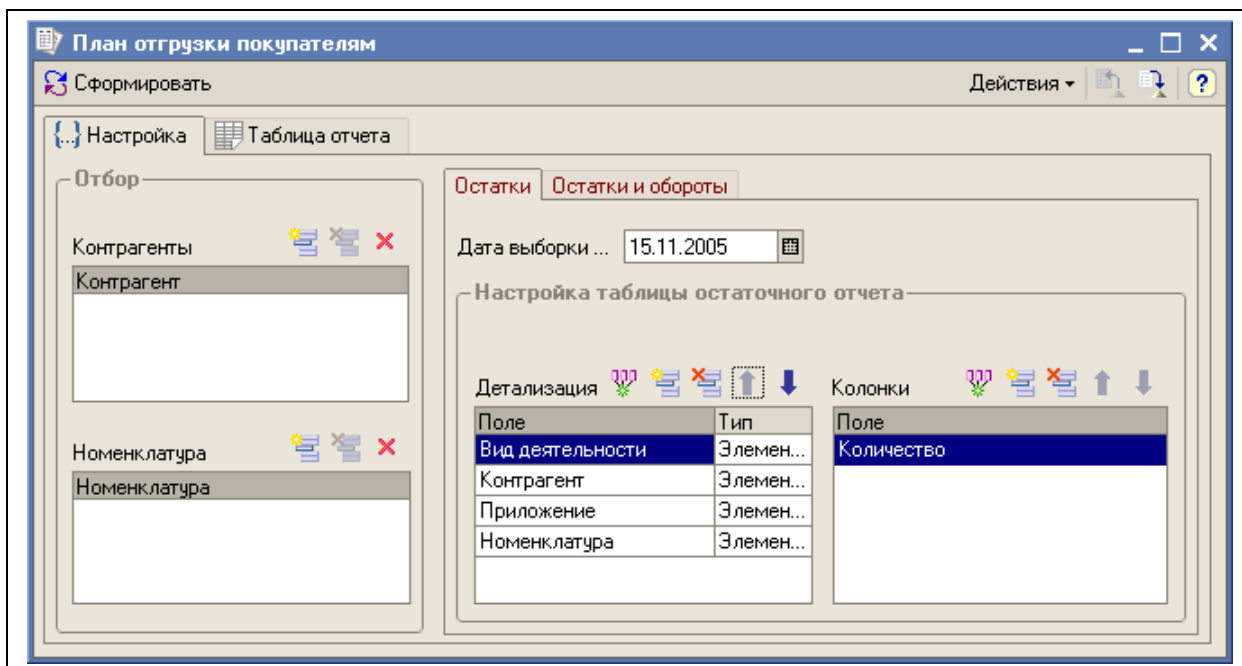 План отгрузки покупателям
Сформировать Действия ?
{...} Настройка Таблица отчета
Отбор
Контрагенты
Контрагент
Номенклатура
Номенклатура
Остатки Остатки и обороты
Дата выборки ... 15.11.2005
Настройка таблицы остаточного отчета
Детализация
Поле Тип
Вид деятельности Элемен...
Контрагент Элемен...
Приложение Элемен...
Номенклатура Элемен...
Колонки
Поле
Количество